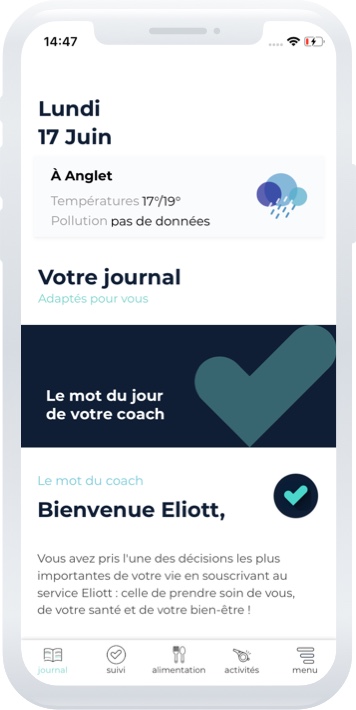 14:47
Lundi
17 Juin
À Anglet
Températures 17°/19°
Pollution pas de données
Votre journal
Adaptés pour vous
Le mot du jour
de votre coach
Le mot du coach
Bienvenue Eliott,
Vous avez pris l'une des décisions les plus
importantes de votre vie en souscrivant au
service Eliott : celle de prendre soin de vous,
de votre santé et de votre bien-être !
journal suivi alimentation activités menu